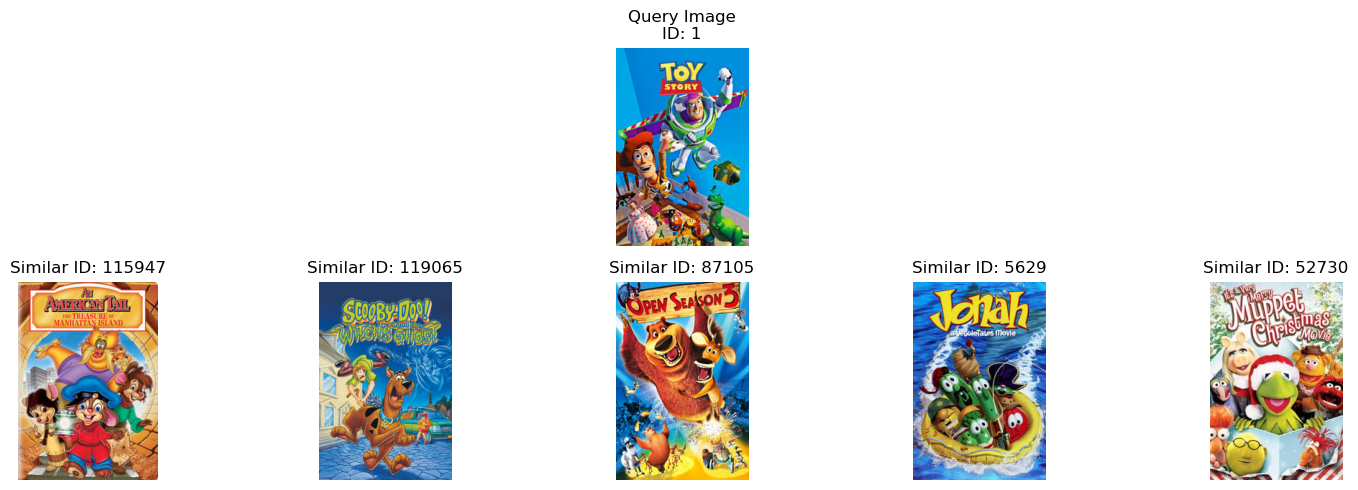 Query Image
ID: 1
TOY
STORY
Similar ID: 115947
Similar ID: 119065
Similar ID: 87105
Similar ID: 5629
Similar ID: 52730
An
AMERICAN TAIL
THE TREASURE OF
MANHATTAN ISLAND
SCOOBY-DOO!
WITCH'S GHOST
OPEN SEASON 3
Jonah
a VeggieTales Movie
It's a Very
Merry
Muppet
Christmas
Movie